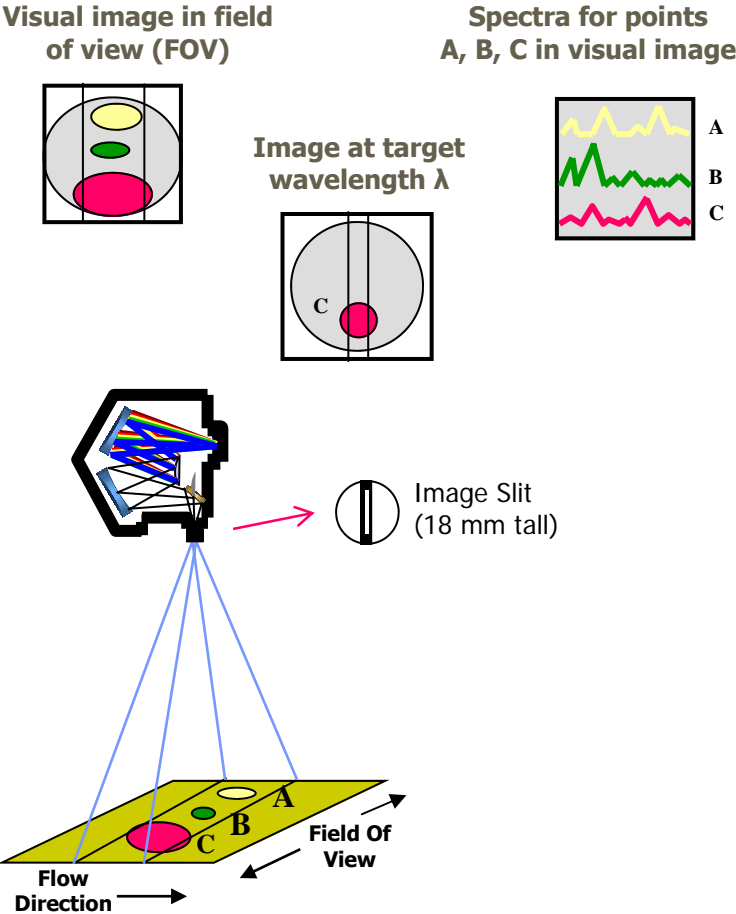 Visual image in field
of view (FOV)
Spectra for points
A, B, C in visual image
A
B
C
Image at target
wavelength λ
C
Image Slit
(18 mm tall)
A
B
C
Field Of
View
Flow
Direction